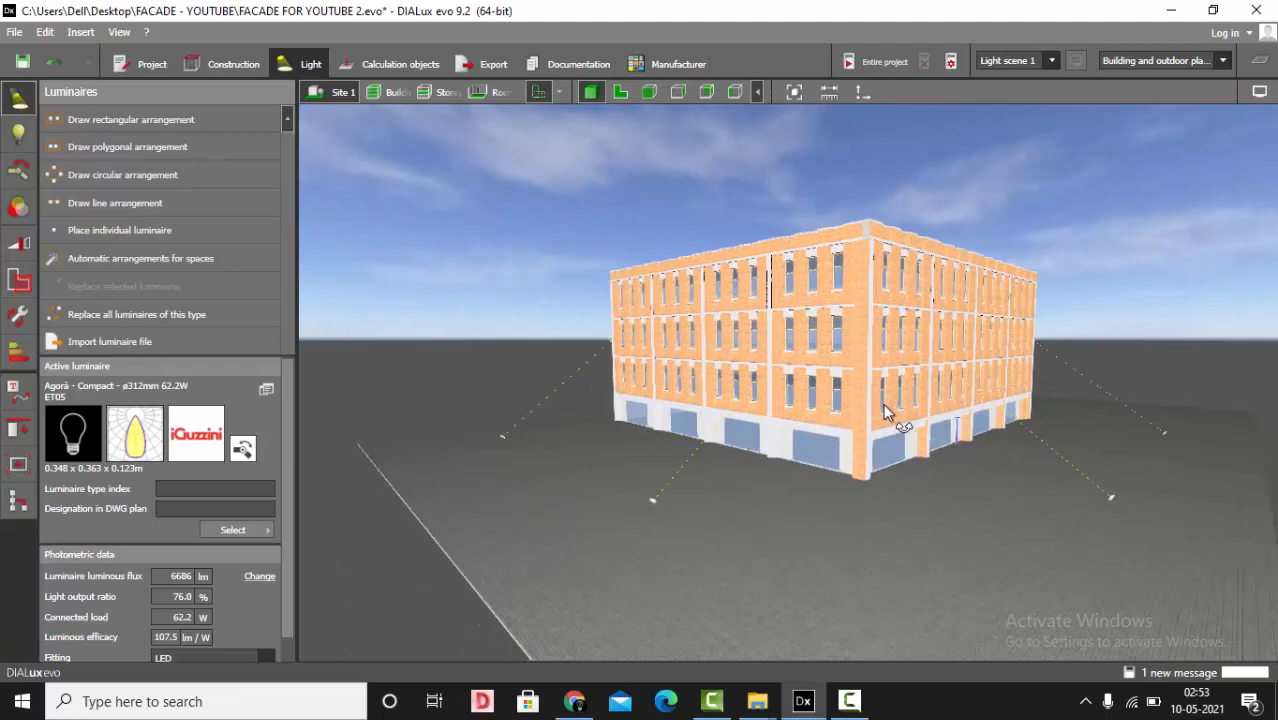 C:\Users\Dell\Desktop\FACADE - YOUTUBE\FACADE FOR YOUTUBE 2.evo* - DIALux evo 9.2 (64-bit)
File Edit Insert View ?
Log in
Project Construction Light Calculation objects Export Documentation Manufacturer Entire project Light scene 1 Building and outdoor pla...
Luminaires
Site 1
Draw rectangular arrangement
Draw polygonal arrangement
Draw circular arrangement
Draw line arrangement
Place individual luminaire
Automatic arrangements for spaces
Replace selected luminaires
Replace all luminaires of this type
Import luminaire file
Active luminaire
Agorà - Compact - ø312mm 62.2W
ET05
iGuzzini
0.348 x 0.363 x 0.123m
Luminaire type index
Designation in DWG plan
Select
Photometric data
Luminaire luminous flux 6686 lm Change
Light output ratio 76.0 %
Connected load 62.2 W
Luminous efficacy 107.5 lm / W
Fitting LED
Activate Windows
Go to Settings to activate Windows.
DIALux evo
1 new message
Type here to search
02:53
10-05-2021
2